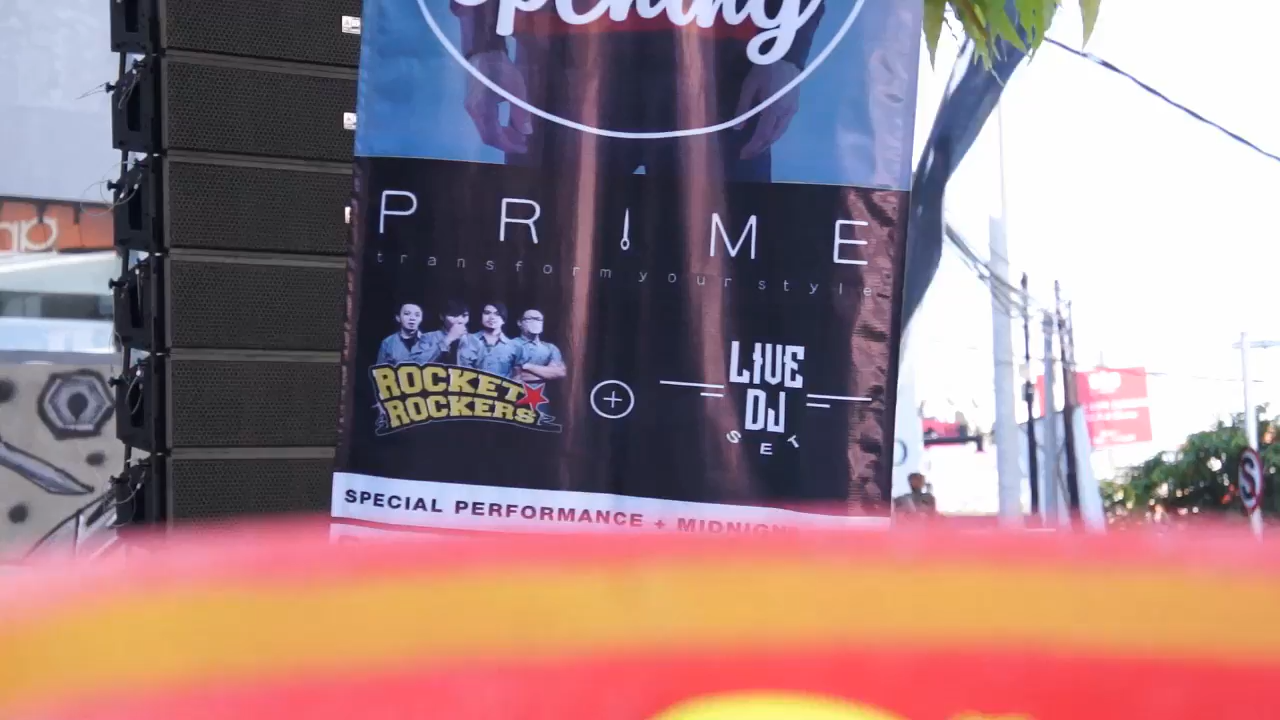 opening
PRIME
transform your style
ROCKET
ROCKERS
+
LIVE
DJ
SET
SPECIAL PERFORMANCE + MIDNIGH